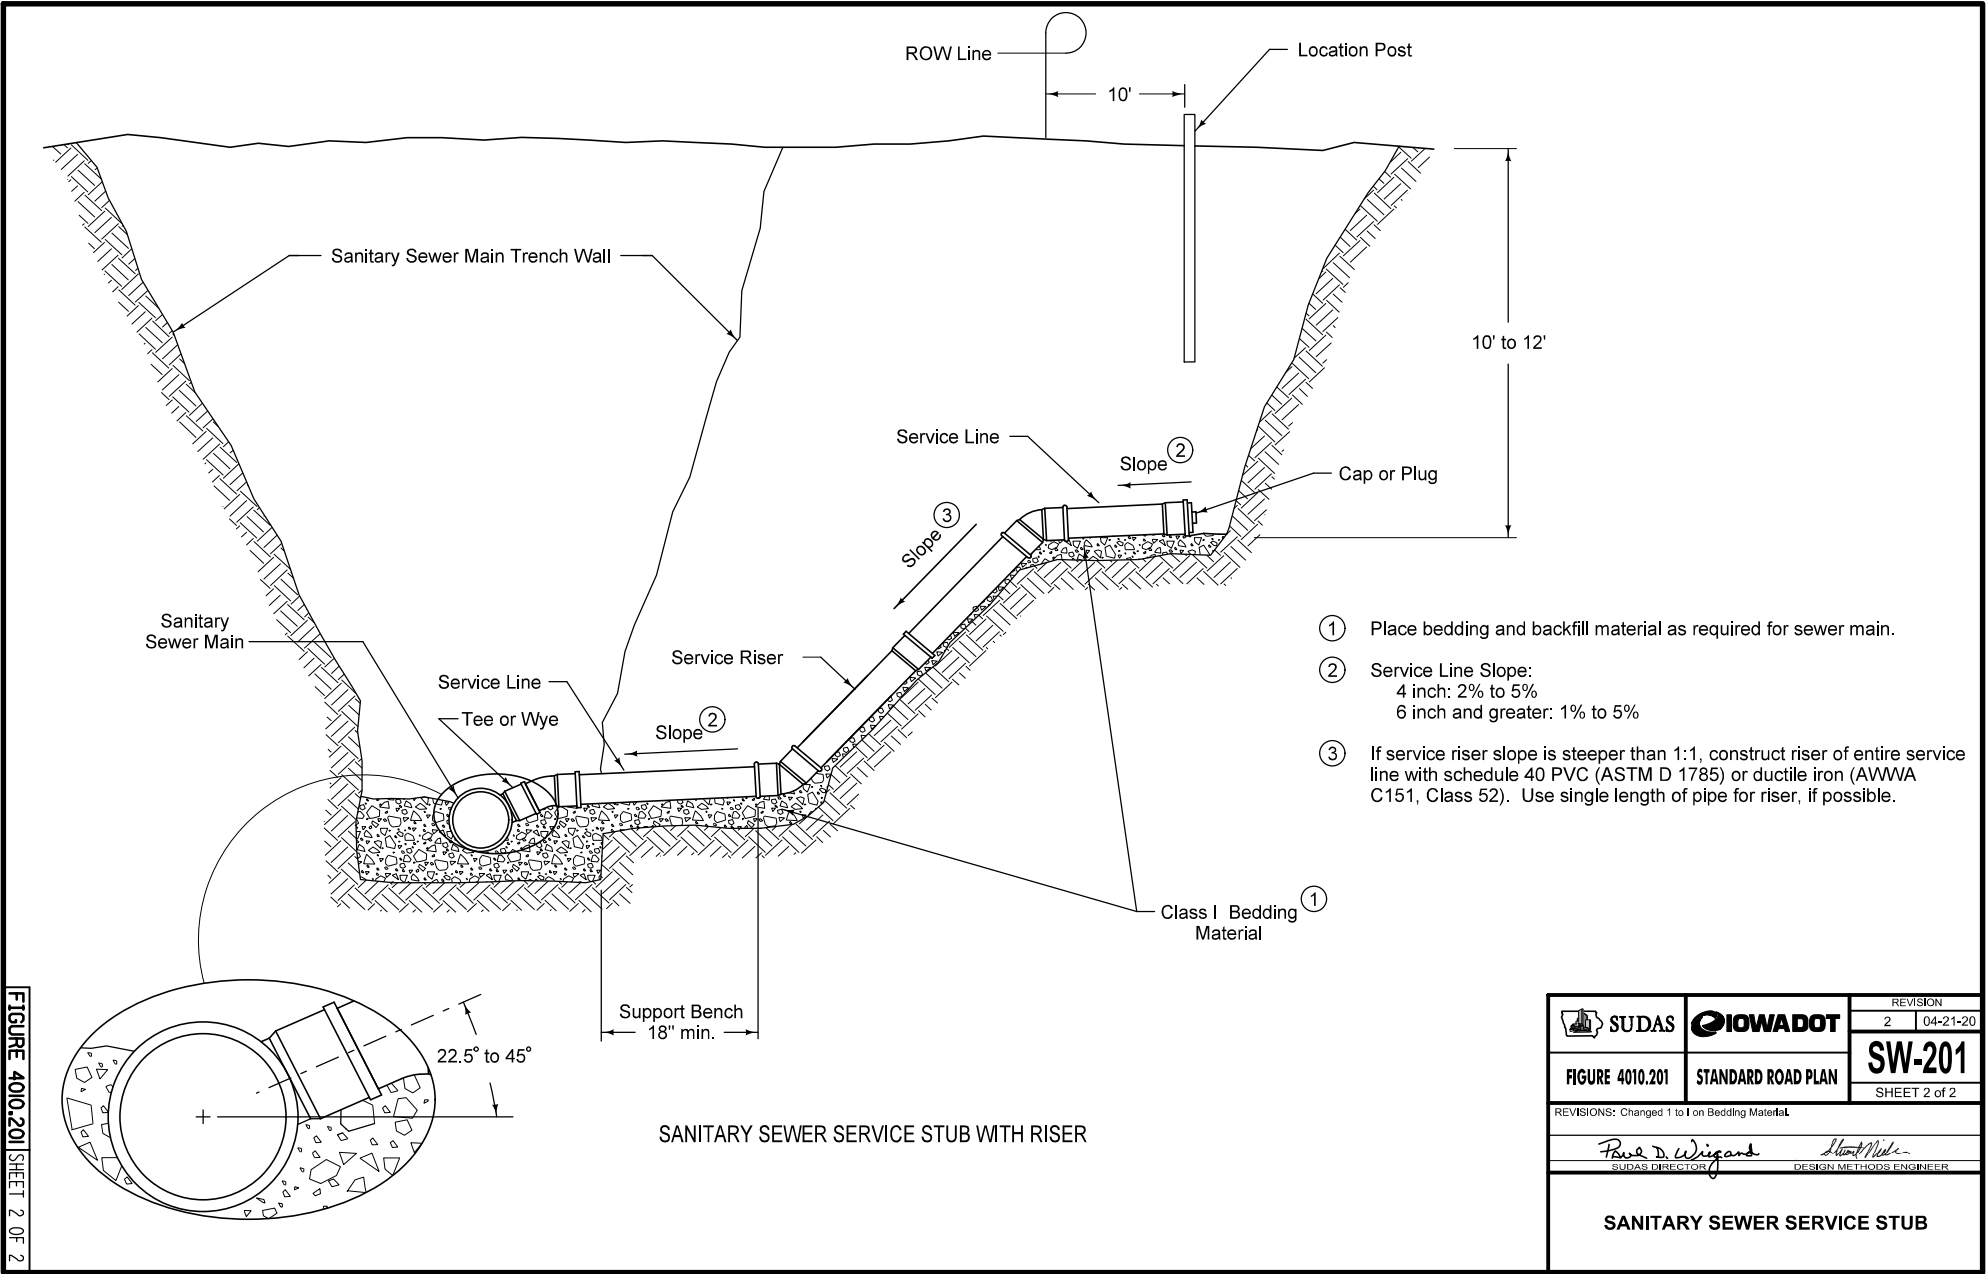 ROW Line
Location Post
10'
Sanitary Sewer Main Trench Wall
10' to 12'
Service Line
Slope 2
Cap or Plug
Slope 3
Sanitary
Sewer Main
Service Riser
Service Line
Tee or Wye
Slope 2
1 Place bedding and backfill material as required for sewer main.
2 Service Line Slope:
4 inch: 2% to 5%
6 inch and greater: 1% to 5%
3 If service riser slope is steeper than 1:1, construct riser of entire service
line with schedule 40 PVC (ASTM D 1785) or ductile iron (AWWA
C151, Class 52). Use single length of pipe for riser, if possible.
Class I Bedding 1
Material
Support Bench
18" min.
22.5° to 45°
SANITARY SEWER SERVICE STUB WITH RISER
FIGURE 4010.201 SHEET 2 OF 2
SUDAS
IOWADOT
REVISION
2 04-21-20
FIGURE 4010.201
STANDARD ROAD PLAN
SW-201
SHEET 2 of 2
REVISIONS: Changed 1 to I on Bedding Material.
Paul D. Wiegand
SUDAS DIRECTOR
DESIGN METHODS ENGINEER
SANITARY SEWER SERVICE STUB